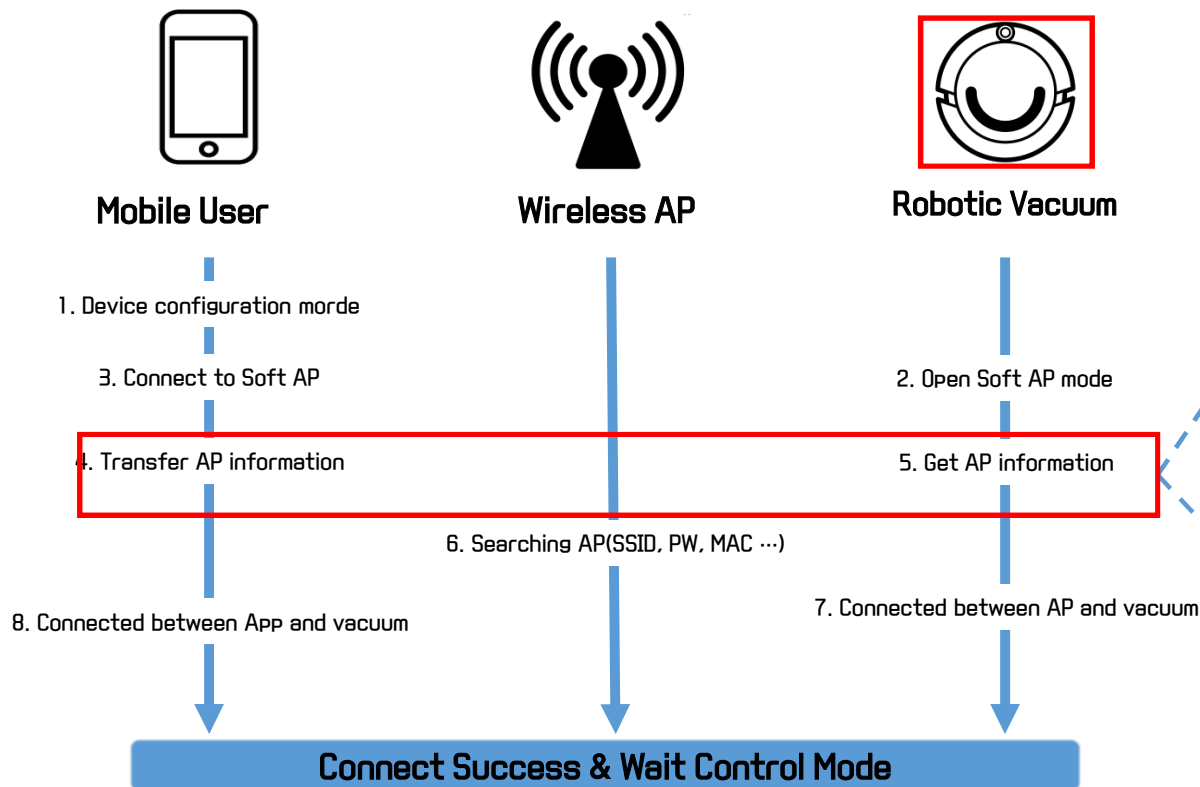 Mobile User
Wireless AP
Robotic Vacuum
1. Device configuration morde
3. Connect to Soft AP
2. Open Soft AP mode
4. Transfer AP information
5. Get AP information
6. Searching AP(SSID, PW, MAC ⋯)
8. Connected between App and vacuum
7. Connected between AP and vacuum
Connect Success & Wait Control Mode